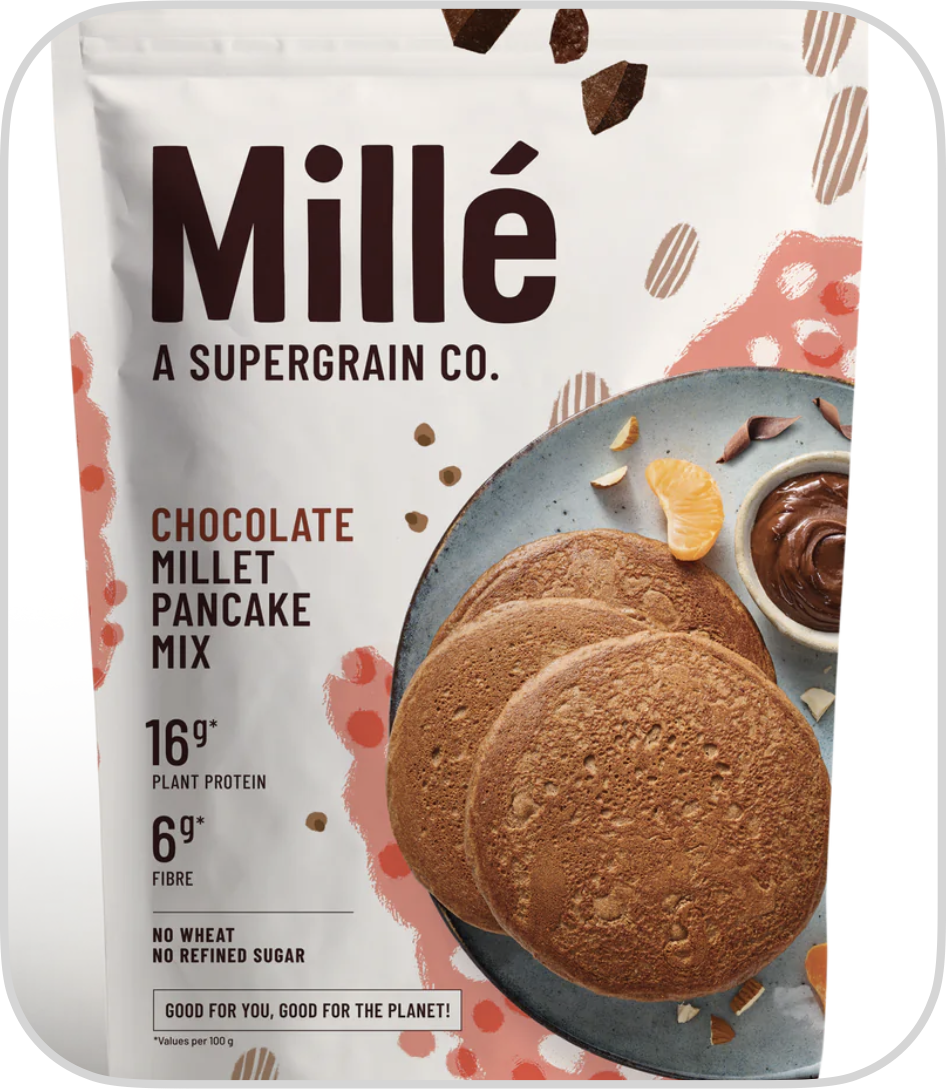 Millé
A SUPERGRAIN CO.
CHOCOLATE
MILLET
PANCAKE
MIX
16g*
PLANT PROTEIN
6g*
FIBRE
NO WHEAT
NO REFINED SUGAR
GOOD FOR YOU, GOOD FOR THE PLANET!
*Values per 100 g